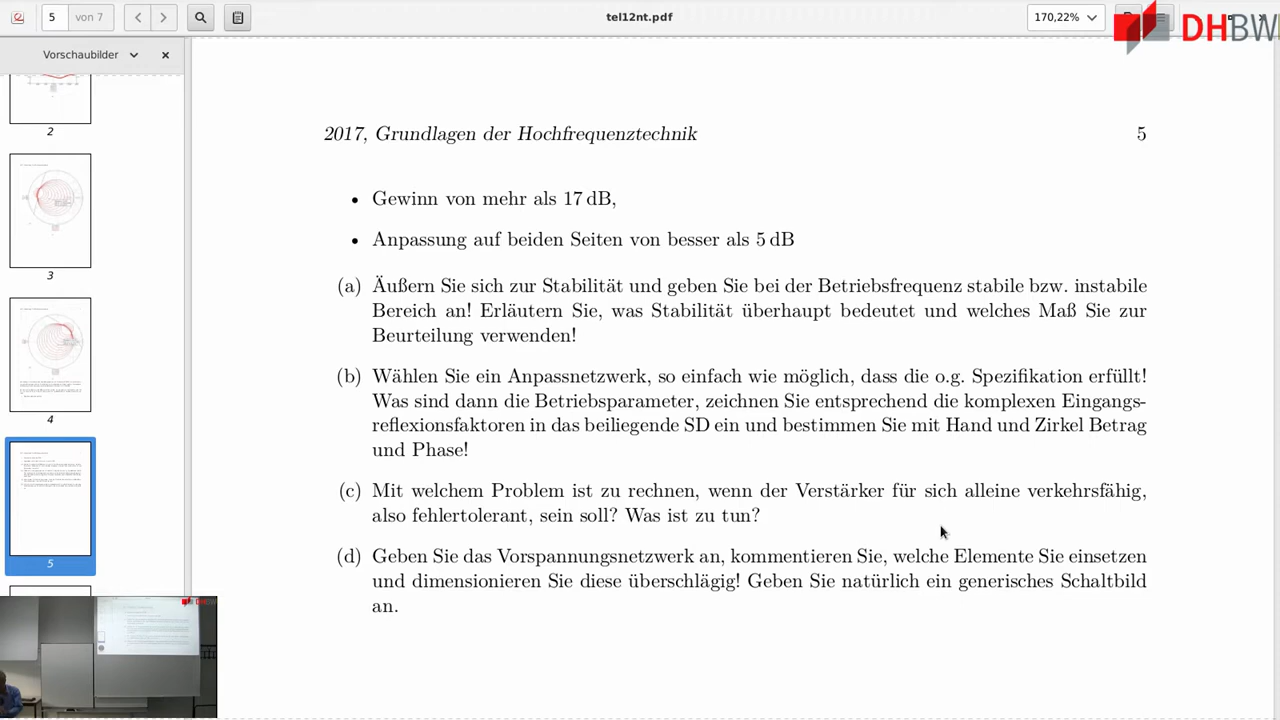 5 von 7
tel12nt.pdf
170,22%
DHBW
Vorschaubilder
2
3
4
5
2017, Grundlagen der Hochfrequenztechnik 5
• Gewinn von mehr als 17 dB,
• Anpassung auf beiden Seiten von besser als 5 dB
(a) Äußern Sie sich zur Stabilität und geben Sie bei der Betriebsfrequenz stabile bzw. instabile
Bereich an! Erläutern Sie, was Stabilität überhaupt bedeutet und welches Maß Sie zur
Beurteilung verwenden!
(b) Wählen Sie ein Anpassnetzwerk, so einfach wie möglich, dass die o.g. Spezifikation erfüllt!
Was sind dann die Betriebsparameter, zeichnen Sie entsprechend die komplexen Eingangs-
reflexionsfaktoren in das beiliegende SD ein und bestimmen Sie mit Hand und Zirkel Betrag
und Phase!
(c) Mit welchem Problem ist zu rechnen, wenn der Verstärker für sich alleine verkehrsfähig,
also fehlertolerant, sein soll? Was ist zu tun?
(d) Geben Sie das Vorspannungsnetzwerk an, kommentieren Sie, welche Elemente Sie einsetzen
und dimensionieren Sie diese überschlägig! Geben Sie natürlich ein generisches Schaltbild
an.